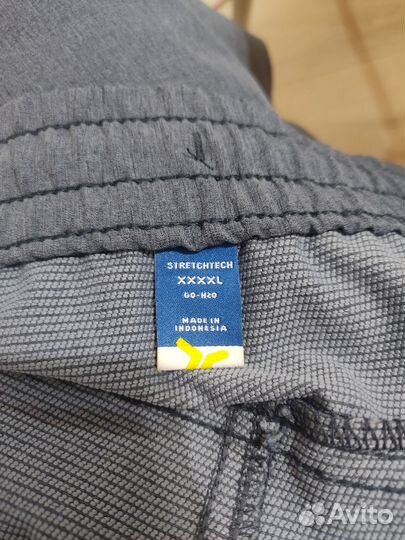 STRETCHTECH
XXXXL
GO-H20
MADE IN
INDONESIA
Avito